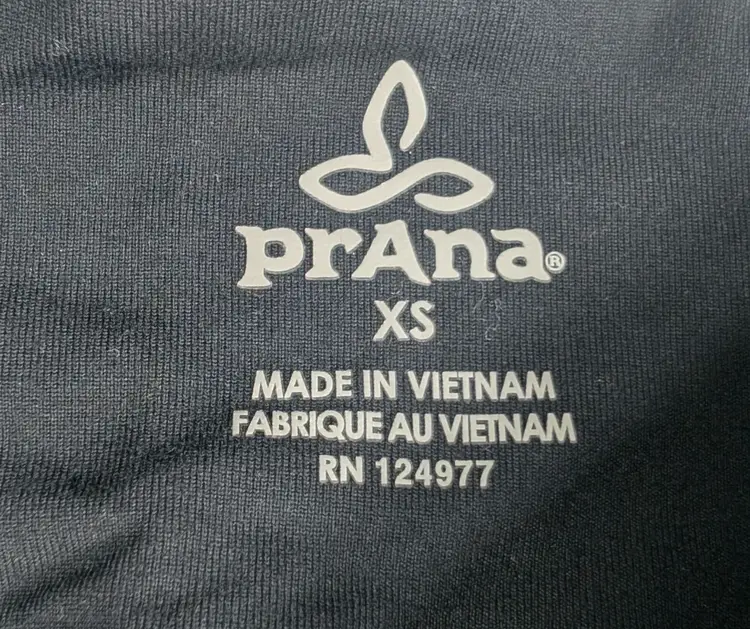 prAna®
XS
MADE IN VIETNAM
FABRIQUE AU VIETNAM
RN 124977